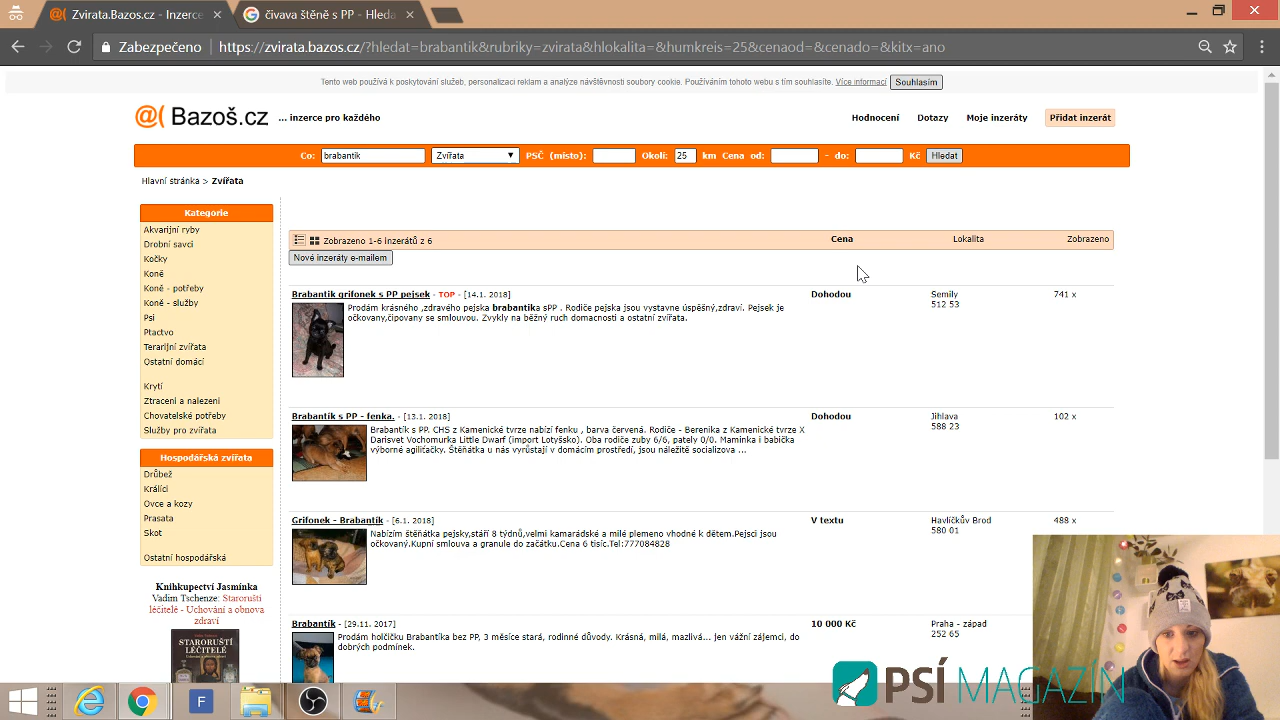 Zvirata.Bazos.cz - Inzerce
čivava štěně s PP - Hleda
Zabezpečeno
https://zvirata.bazos.cz/?hledat=brabantik&rubriky=zvirata&hlokalita=&humkreis=25&cenaod=&cenado=&kitx=ano
Tento web používá k poskytování služeb, personalizaci reklam a analýze návštěvnosti soubory cookie. Používáním tohoto webu s tím souhlasíte. Více informací Souhlasím
@( Bazoš.cz ... inzerce pro každého
Hodnocení Dotazy Moje inzeráty Přidat inzerát
Co: brabantik Zvířata PSČ (místo): Okolí: 25 km Cena od: - do: Kč Hledat
Hlavní stránka > Zvířata
Kategorie
Akvarijní ryby
Drobní savci
Kočky
Koně
Koně - potřeby
Koně - služby
Psi
Ptactvo
Terarijní zvířata
Ostatní domácí
Krytí
Ztracení a nalezení
Chovatelské potřeby
Služby pro zvířata
Hospodářská zvířata
Drůbež
Králíci
Ovce a kozy
Prasata
Skot
Ostatní hospodářská
Knihkupectví Jasmínka
Vadim Tschenze: Staroruští
léčitelé - Uchování a obnova
zdraví
STARORUŠTÍ
LÉČITELÉ
Zobrazeno 1-6 inzerátů z 6 Cena Lokalita Zobrazeno
Nové inzeráty e-mailem
Brabantik grifonek s PP pejsek - TOP - [14.1. 2018] Dohodou Semily 741 x
512 53
Prodám krásného ,zdravého pejska brabantika sPP . Rodiče pejska jsou vystavne úspěšný,zdraví. Pejsek je
očkovaný,čipovany se smlouvou. Zvykly na běžný ruch domacnosti a ostatní zvířata.
Brabantík s PP - fenka. - [13.1. 2018] Dohodou Jihlava 102 x
588 23
Brabantík s PP. CHS z Kamenické tvrze nabízí fenku , barva červená. Rodiče - Berenika z Kamenické tvrze X
Darisvet Vochomurka Little Dwarf (import Lotyšsko). Oba rodiče zuby 6/6, pately 0/0. Maminka i babička
výborné agiliťačky. Štěňátka u nás vyrůstají v domácím prostředí, jsou náležitě socializova ...
Grifonek - Brabantík - [6.1. 2018] V textu Havlíčkův Brod 488 x
580 01
Nabízím štěňátka pejsky,stáří 8 týdnů,velmi kamarádské a milé plemeno vhodné k dětem.Pejsci jsou
očkovaný.Kupní smlouva a granule do začátku.Cena 6 tisíc.Tel:777084828
Brabantík - [29.11. 2017] 10 000 Kč Praha - západ
252 65
Prodám holčičku Brabantíka bez PP, 3 měsíce stará, rodinné důvody. Krásná, milá, mazlivá... jen vážní zájemci, do
dobrých podmínek.
PSÍ MAGAZÍN
F